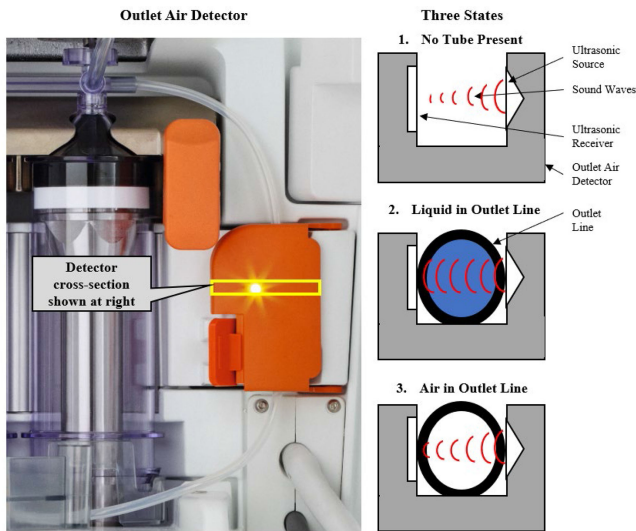 Outlet Air Detector
Three States
1. No Tube Present
Ultrasonic
Source
Sound Waves
Ultrasonic
Receiver
Outlet Air
Detector
2. Liquid in Outlet Line
Outlet
Line
Detector
cross-section
shown at right
3. Air in Outlet Line